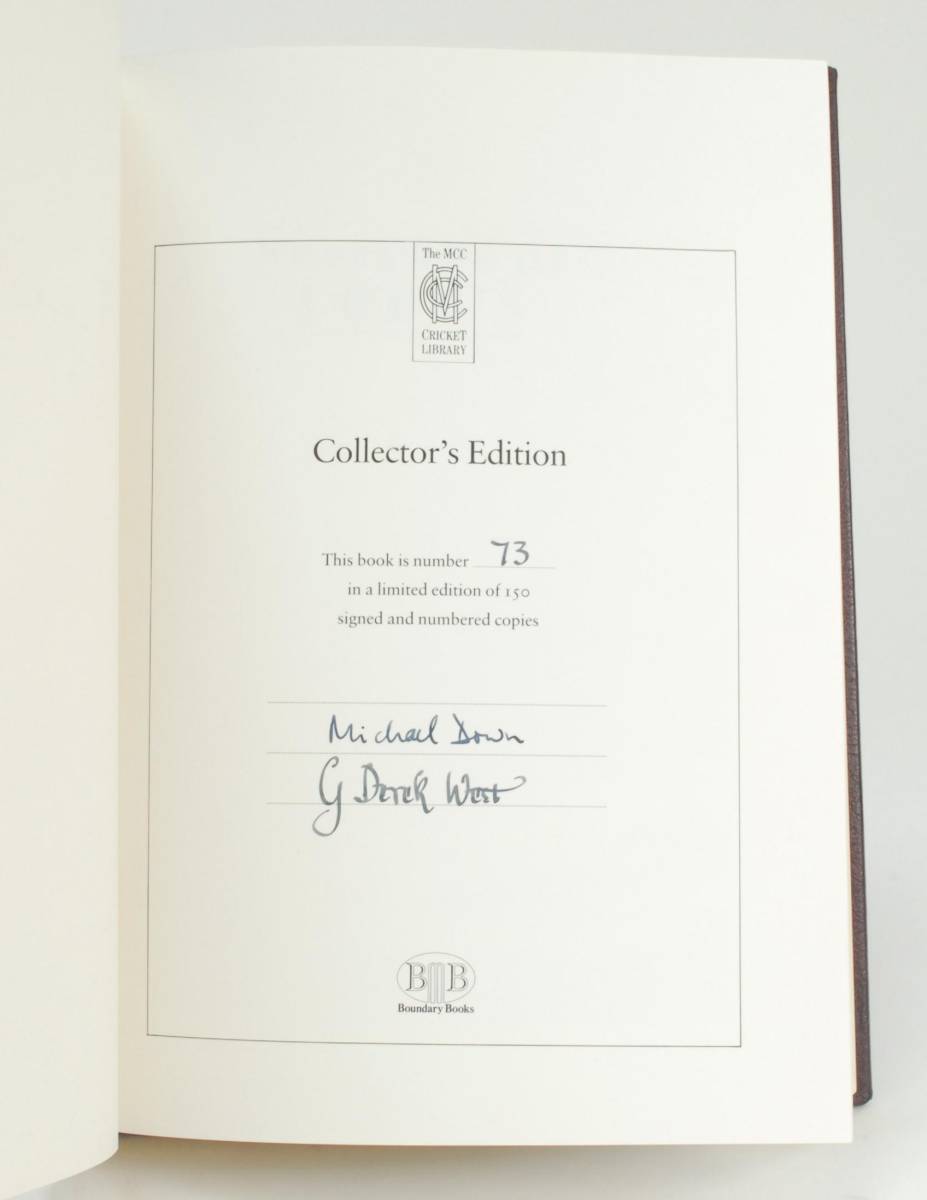 The MCC
MCC
CRICKET
LIBRARY
Collector's Edition
This book is number 73
in a limited edition of 150
signed and numbered copies
Michael Down
G Derek West
B B
Boundary Books